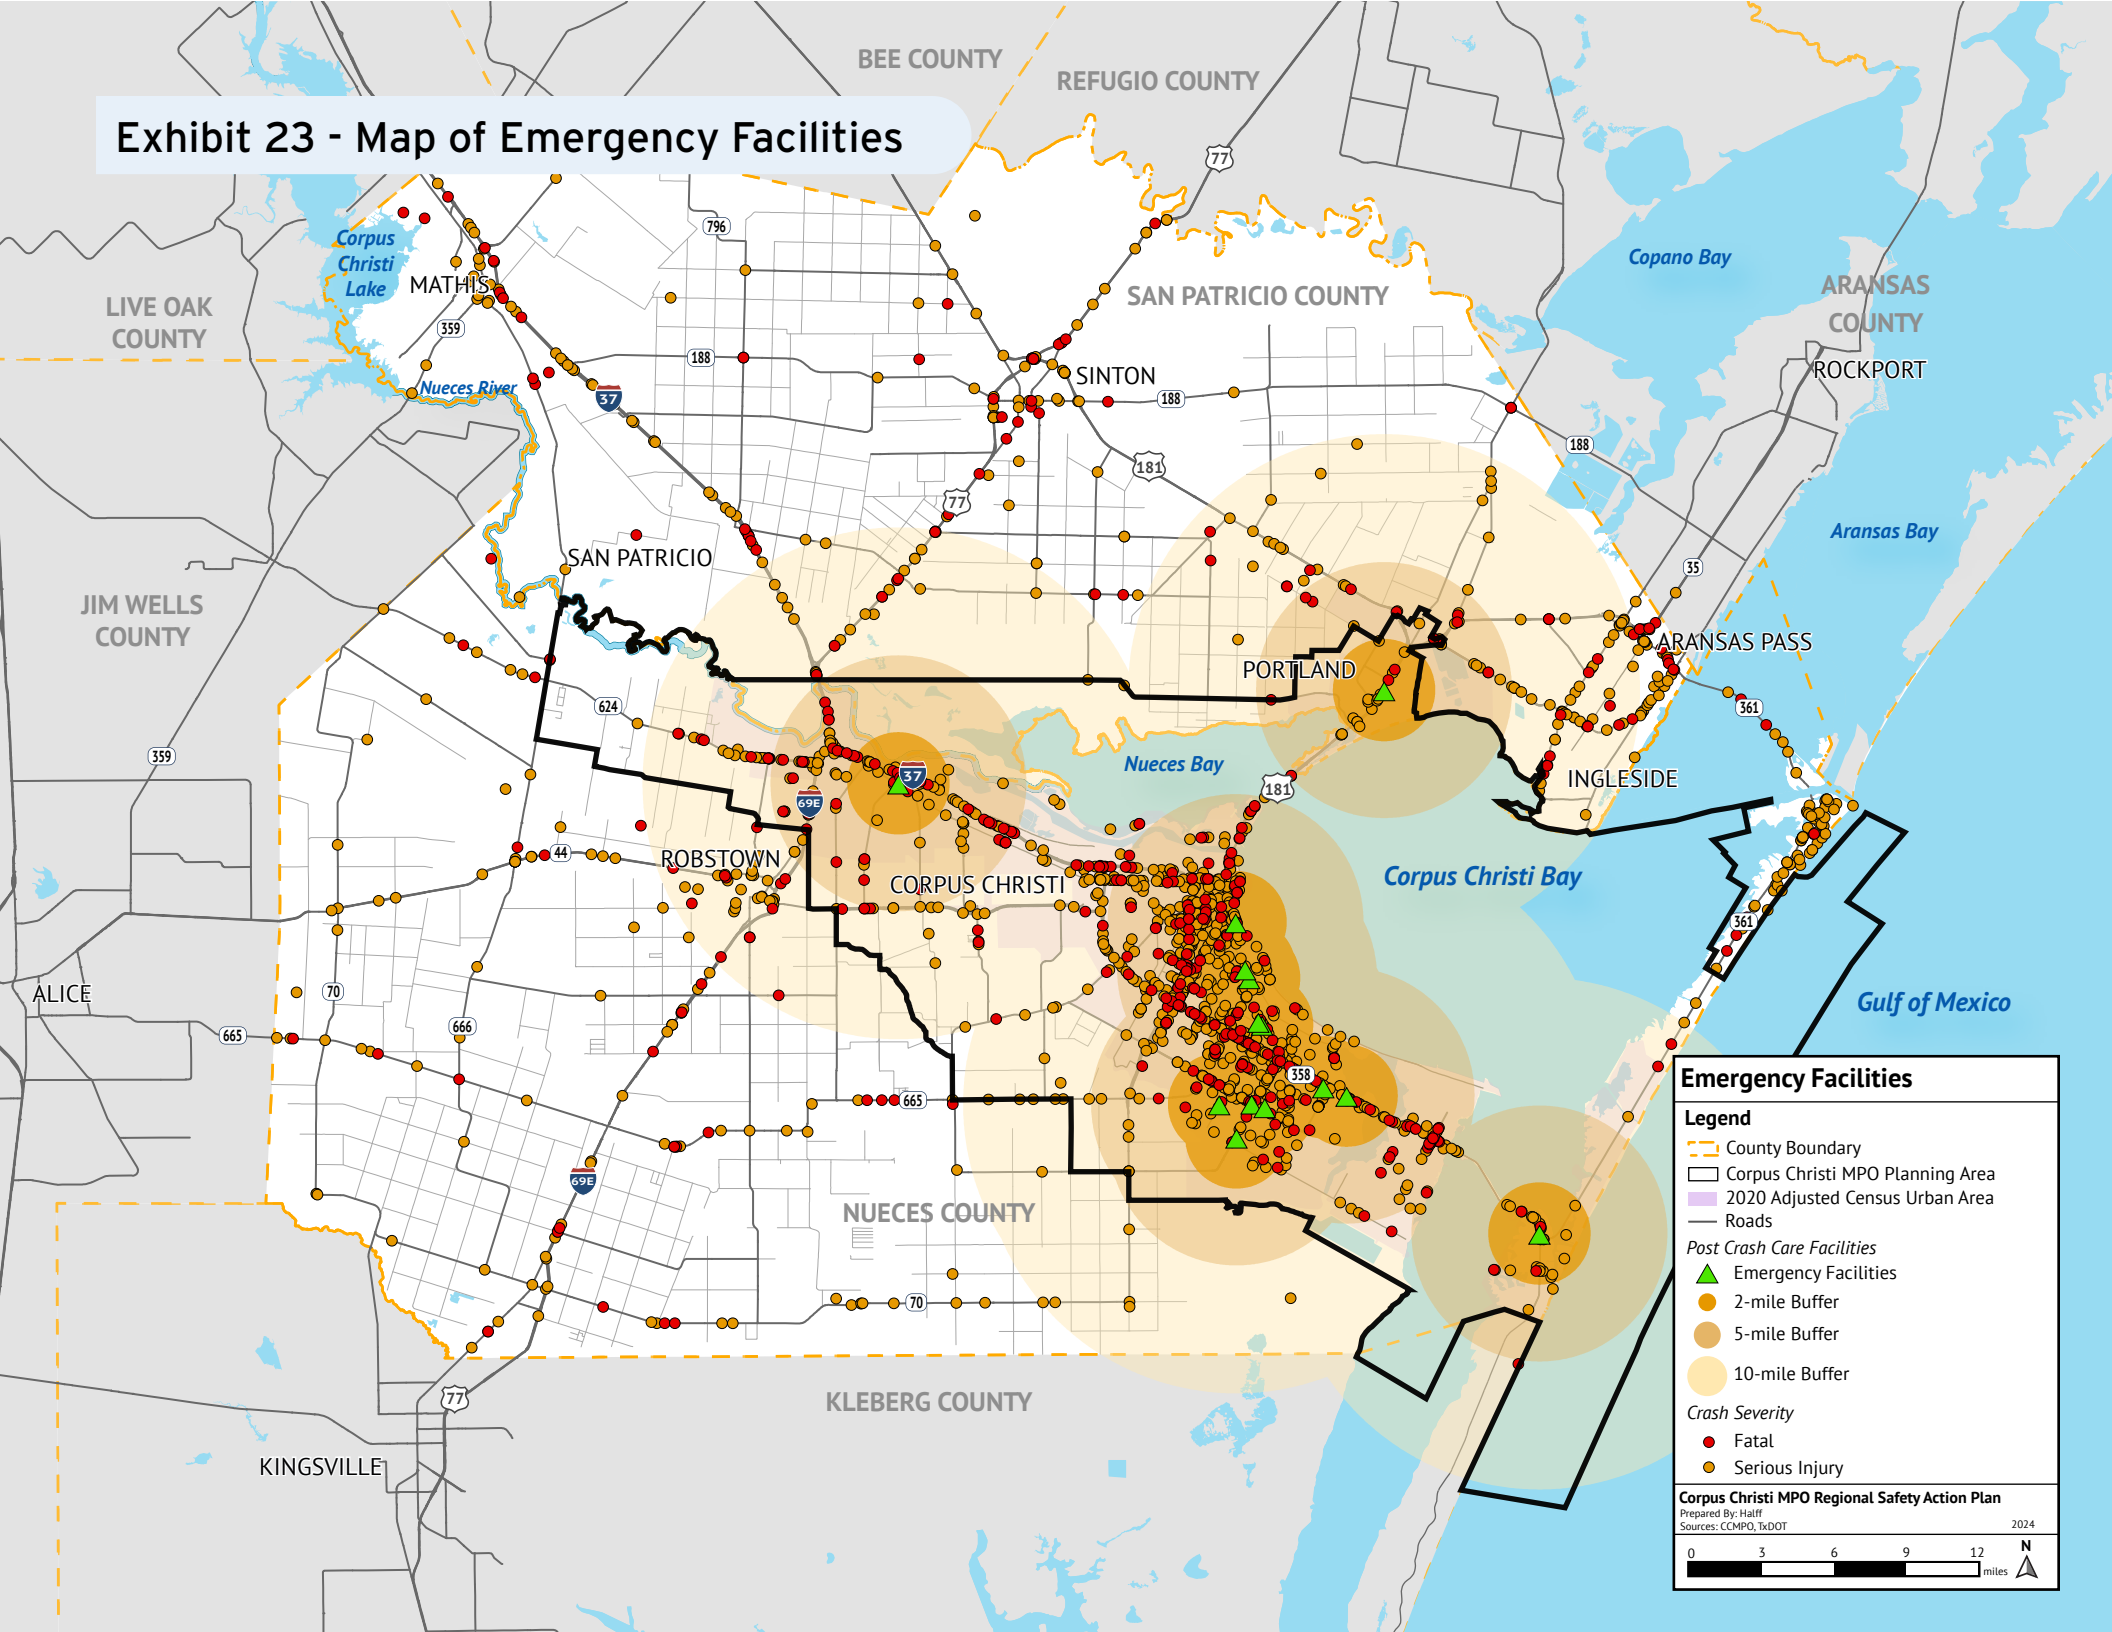 BEE COUNTY
REFUGIO COUNTY
Exhibit 23 - Map of Emergency Facilities
77
796
Corpus
Christi
Lake
MATHIS
Copano Bay
SAN PATRICIO COUNTY
ARANSAS
COUNTY
LIVE OAK
COUNTY
359
188
ROCKPORT
Nueces River
37
SINTON
188
188
181
77
Aransas Bay
SAN PATRICIO
35
JIM WELLS
COUNTY
ARANSAS PASS
PORTLAND
624
361
359
Nueces Bay
37
INGLESIDE
181
69E
44
ROBSTOWN
CORPUS CHRISTI
Corpus Christi Bay
361
ALICE
70
Gulf of Mexico
665
666
358
665
69E
NUECES COUNTY
70
KLEBERG COUNTY
77
KINGSVILLE
Emergency Facilities
Legend
County Boundary
Corpus Christi MPO Planning Area
2020 Adjusted Census Urban Area
Roads
Post Crash Care Facilities
Emergency Facilities
2-mile Buffer
5-mile Buffer
10-mile Buffer
Crash Severity
Fatal
Serious Injury
Corpus Christi MPO Regional Safety Action Plan
Prepared By: Halff
Sources: CCMPO, TxDOT
2024
N
0 3 6 9 12
miles